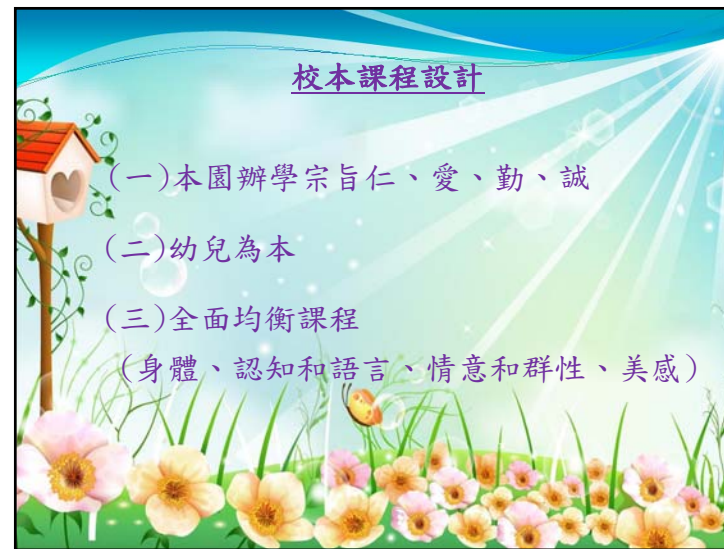 校本課程設計
(一)本園辦學宗旨仁、愛、勤、誠
(二)幼兒為本
(三)全面均衡課程
(身體、認知和語言、情意和群性、美感)